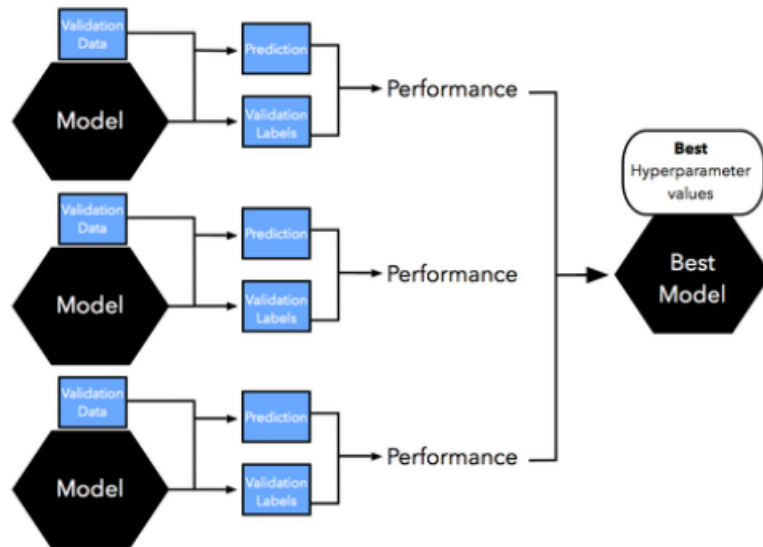 Validation
Data
Model
Prediction
Validation
Labels
Performance
Validation
Data
Model
Prediction
Validation
Labels
Performance
Validation
Data
Model
Prediction
Validation
Labels
Performance
Best
Hyperparameter
values
Best
Model